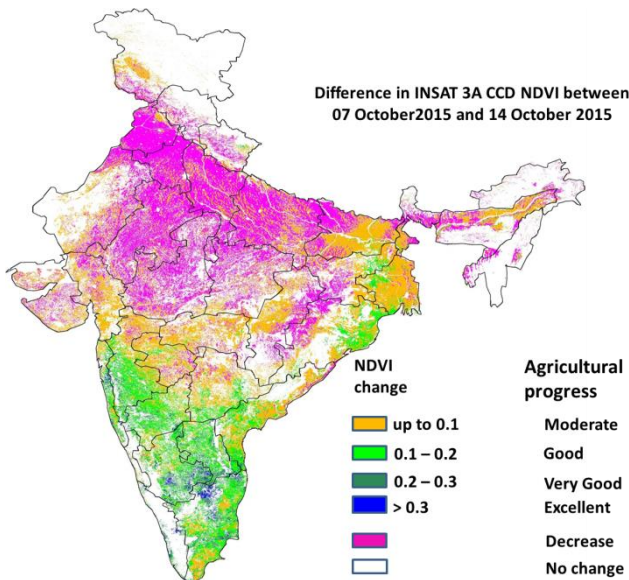 Difference in INSAT 3A CCD NDVI between
07 October2015 and 14 October 2015
NDVI change
Agricultural progress
up to 0.1 Moderate
0.1 – 0.2 Good
0.2 – 0.3 Very Good
> 0.3 Excellent
Decrease
No change